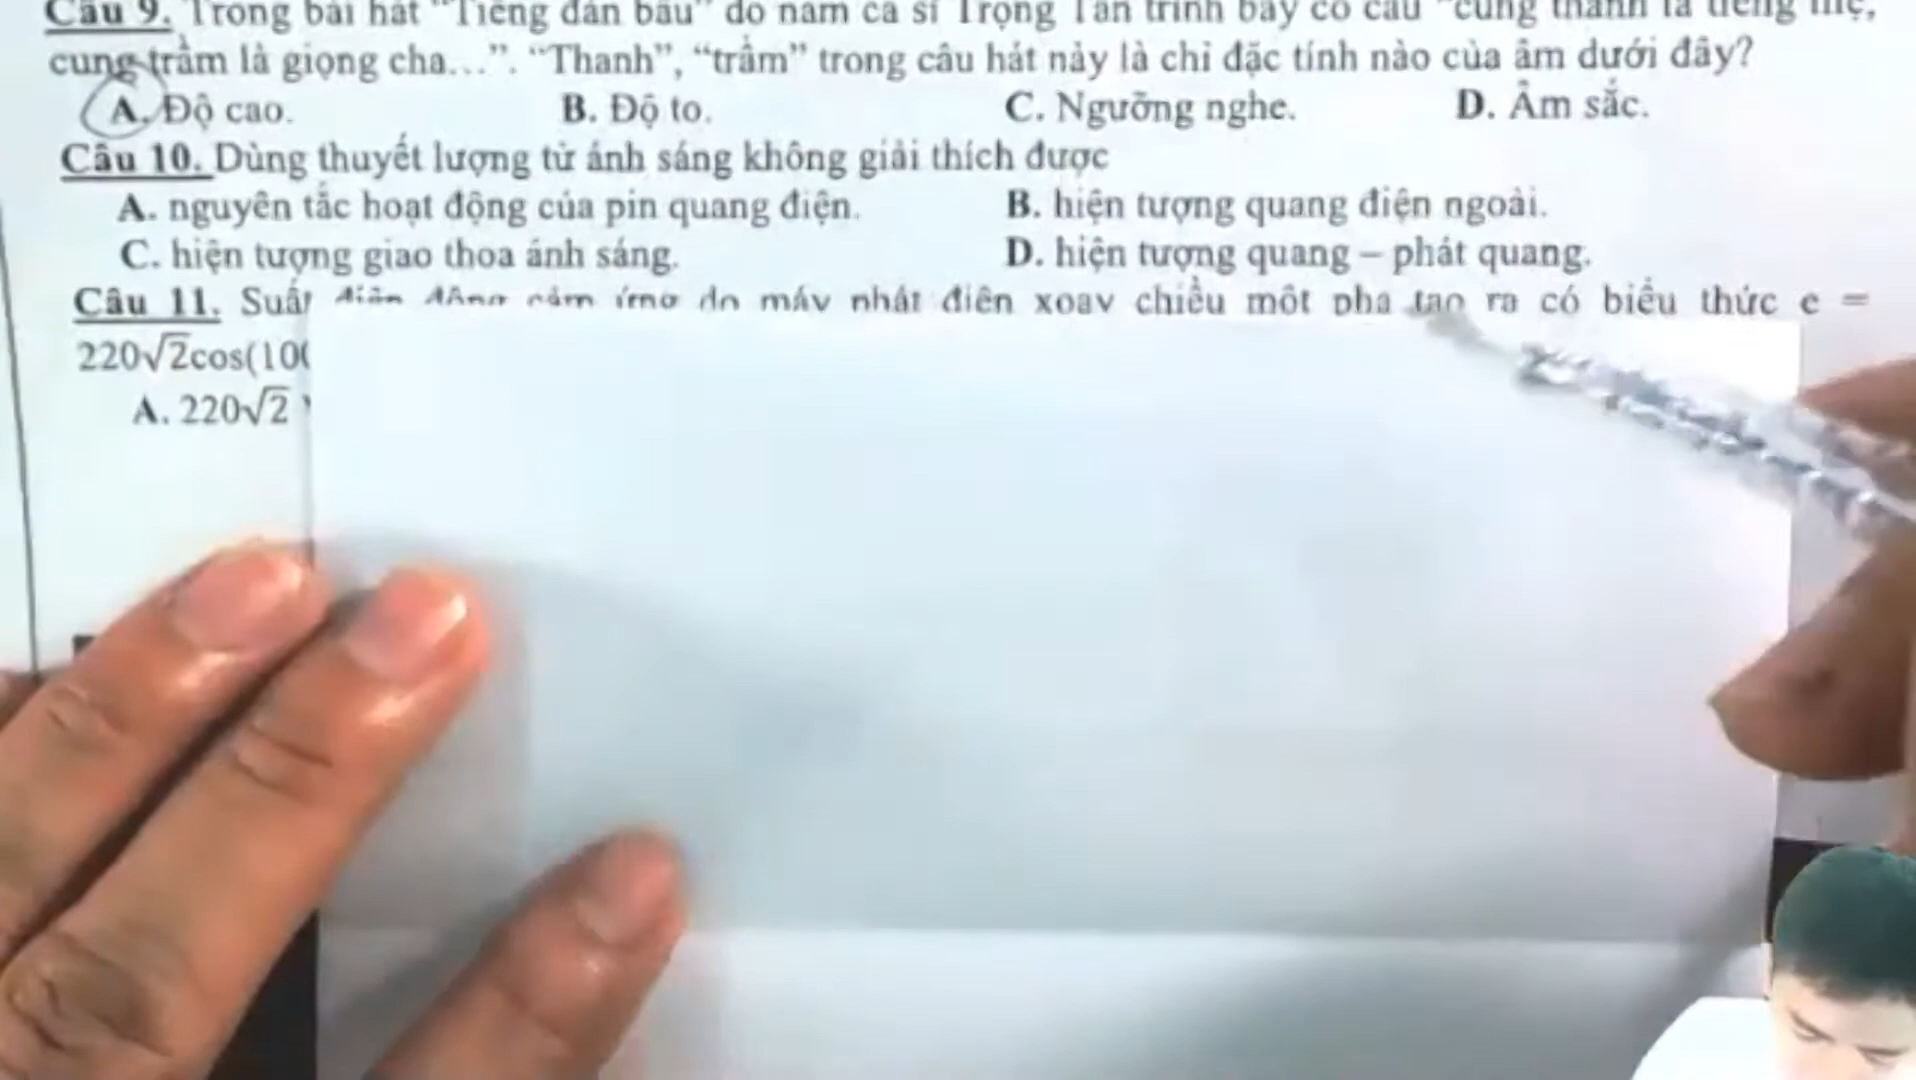 Câu 9. Trong bài hát “Tiếng đàn bầu” do nam ca sĩ Trọng Tấn trình bày có câu “cung thanh là tiếng mẹ,
cung trầm là giọng cha…”. “Thanh”, “trầm” trong câu hát này là chỉ đặc tính nào của âm dưới đây?
A. Độ cao. B. Độ to. C. Ngưỡng nghe. D. Âm sắc.
Câu 10. Dùng thuyết lượng tử ánh sáng không giải thích được
A. nguyên tắc hoạt động của pin quang điện. B. hiện tượng quang điện ngoài.
C. hiện tượng giao thoa ánh sáng. D. hiện tượng quang – phát quang.
Câu 11. Suất điện động cảm ứng do máy phát điện xoay chiều một pha tạo ra có biểu thức e =
220√2cos(10
A. 220√2